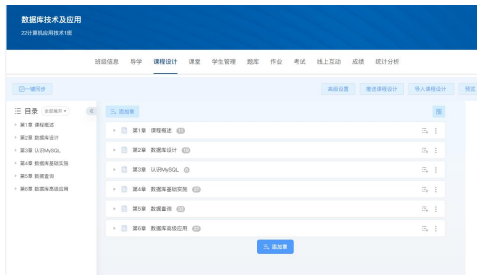 数据库技术及应用
22计算机应用技术1班
班级信息 导学 课程设计 课堂 学生管理 题库 作业 考试 线上互动 成绩 统计分析
一键同步 高级设置 推送课程设计 导入课程设计 预览
目录
添加章
第1章 课程概述
第2章 数据库设计
第3章 认识MySQL
第4章 数据库基础实施
第5章 数据查询
第6章 数据库高级应用
第1章 课程概述
第2章 数据库设计
第3章 认识MySQL
第4章 数据库基础实施
第5章 数据查询
第6章 数据库高级应用
添加章